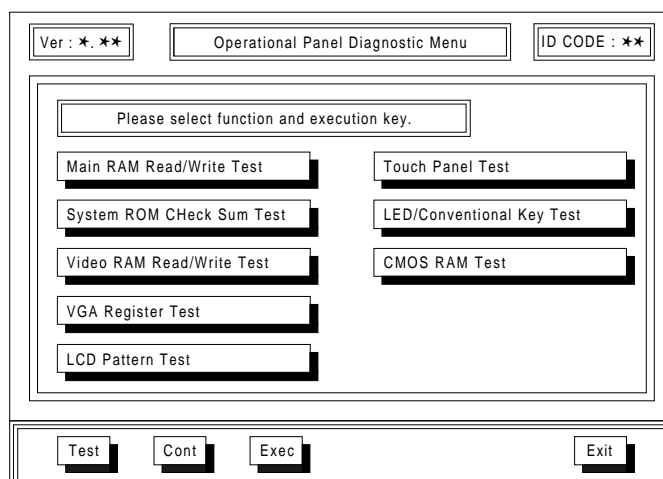 Ver : ★. ★★
Operational Panel Diagnostic Menu
ID CODE : ★★
Please select function and execution key.
Main RAM Read/Write Test
Touch Panel Test
System ROM CHeck Sum Test
LED/Conventional Key Test
Video RAM Read/Write Test
CMOS RAM Test
VGA Register Test
LCD Pattern Test
Test
Cont
Exec
Exit